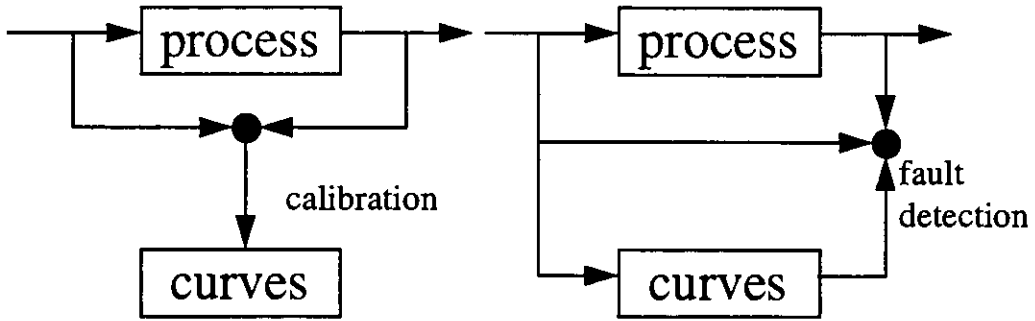 process
calibration
curves
process
fault
detection
curves